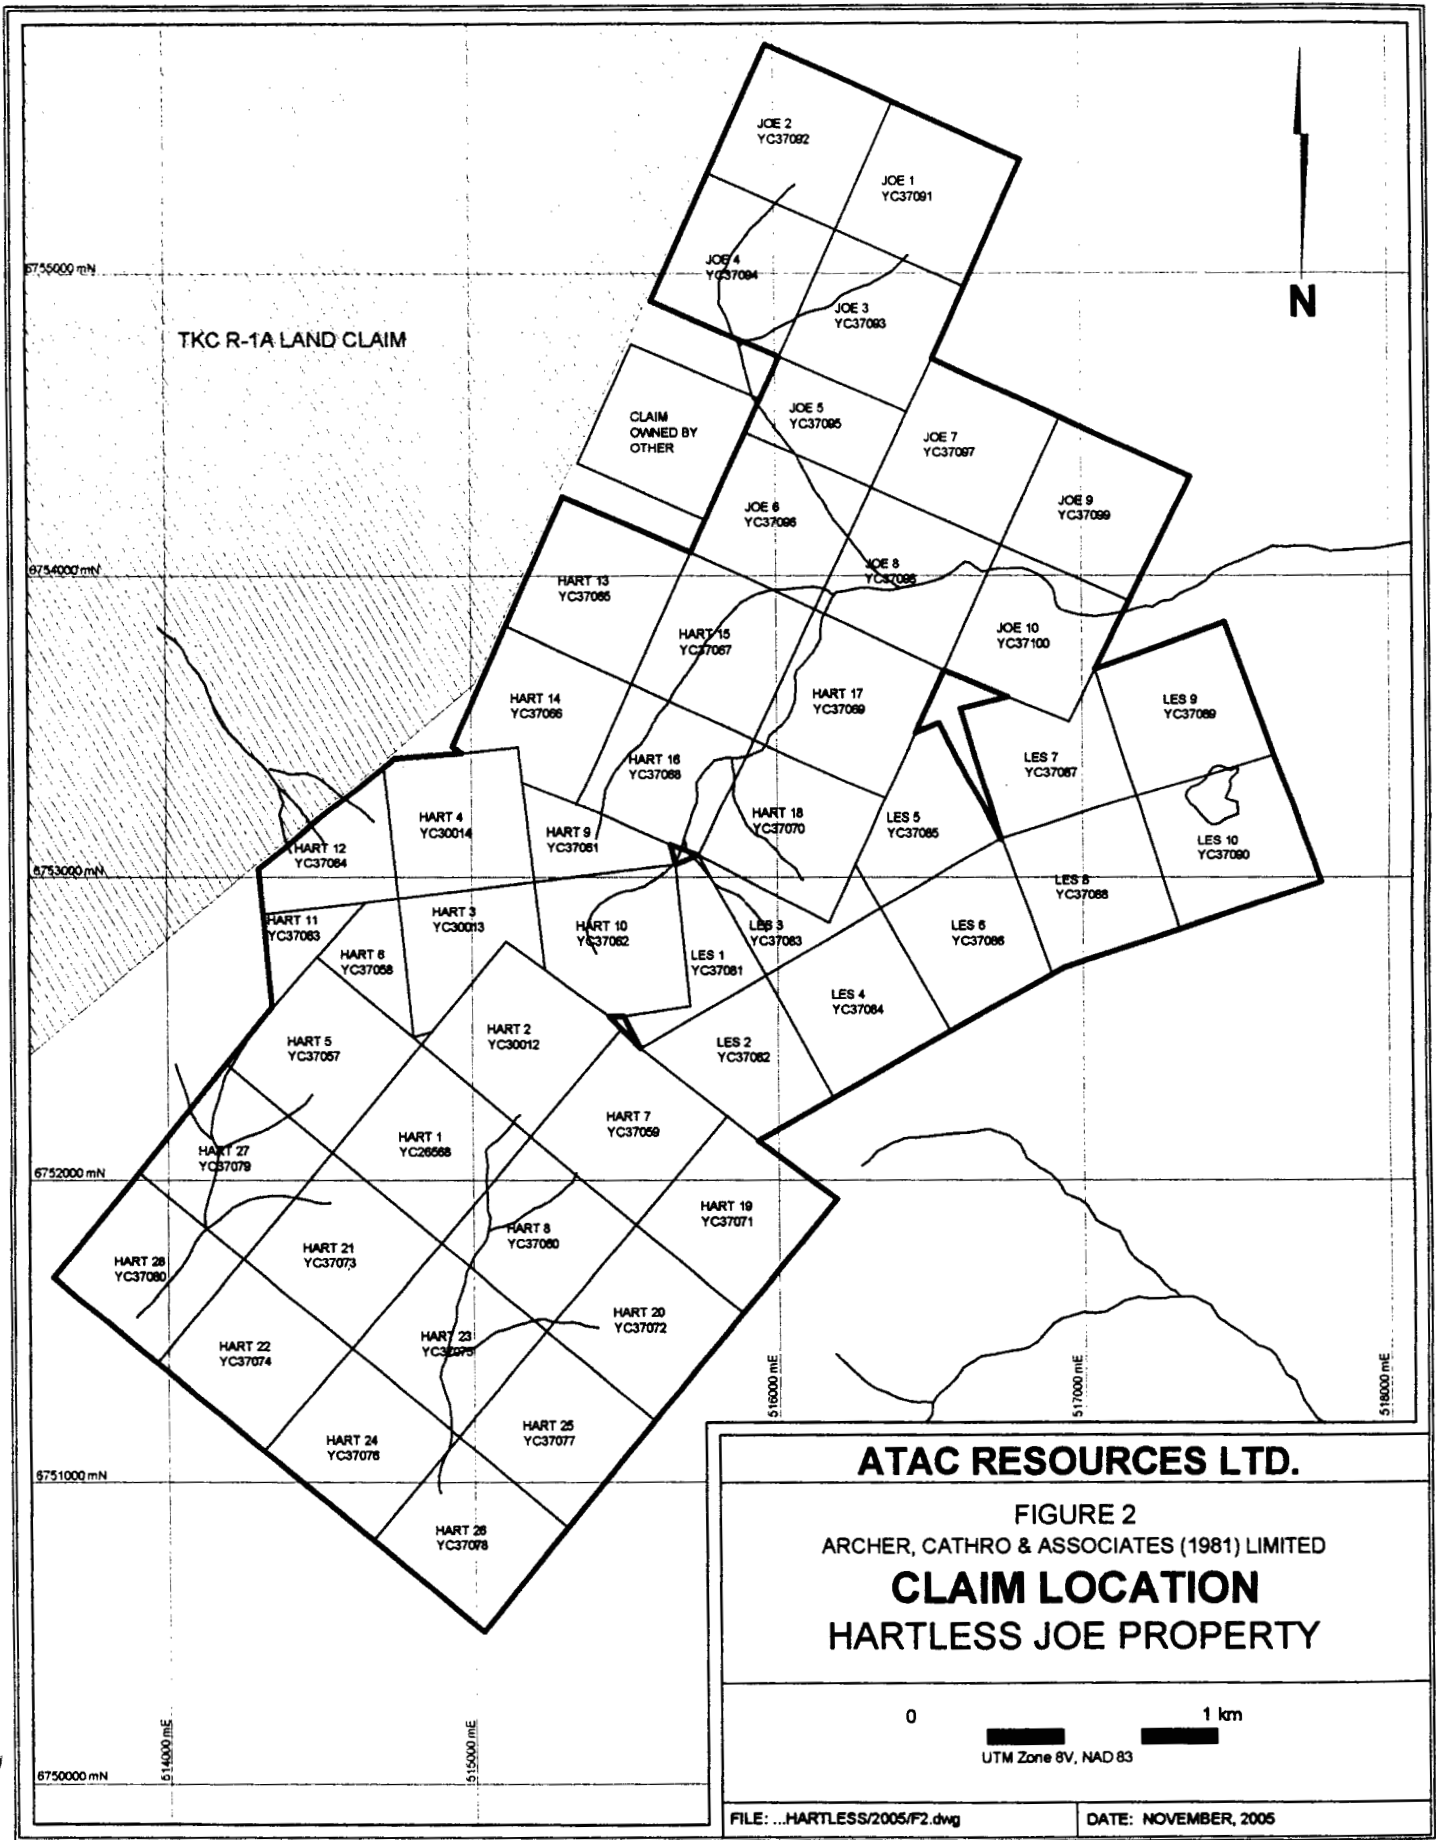 JOE 2
YC37092
JOE 1
YC37091
JOE 4
YC37094
6755000 mN
JOE 3
YC37093
N
TKC R-1A LAND CLAIM
CLAIM
OWNED BY
OTHER
JOE 5
YC37095
JOE 7
YC37097
JOE 6
YC37096
JOE 9
YC37099
JOE 8
YC37098
6754000 mN
HART 13
YC37065
HART 15
YC37067
JOE 10
YC37100
HART 14
YC37066
HART 17
YC37069
LES 9
YC37089
HART 16
YC37068
LES 7
YC37087
HART 4
YC30014
HART 9
YC37061
HART 18
YC37070
LES 5
YC37085
HART 12
YC37064
LES 10
YC37090
6753000 mN
LES 8
YC37088
HART 11
YC37063
HART 3
YC30013
HART 10
YC37062
LES 3
YC37083
LES 6
YC37086
HART 6
YC37058
LES 1
YC37081
LES 4
YC37084
HART 5
YC37057
HART 2
YC30012
LES 2
YC37082
HART 7
YC37059
HART 1
YC26568
HART 27
YC37079
6752000 mN
HART 19
YC37071
HART 8
YC37060
HART 21
YC37073
HART 28
YC37080
HART 20
YC37072
HART 23
YC37075
HART 22
YC37074
516000 mE
517000 mE
518000 mE
HART 25
YC37077
HART 24
YC37076
6751000 mN
HART 26
YC37078
514000 mE
515000 mE
6750000 mN
ATAC RESOURCES LTD.
FIGURE 2
ARCHER, CATHRO & ASSOCIATES (1981) LIMITED
CLAIM LOCATION
HARTLESS JOE PROPERTY
0 1 km
UTM Zone 8V, NAD 83
FILE: ...HARTLESS/2005/F2.dwg
DATE: NOVEMBER, 2005